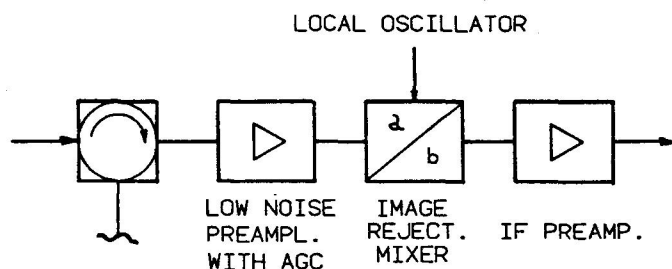 LOCAL OSCILLATOR
a
b
LOW NOISE
PREAMPL.
WITH AGC
IMAGE
REJECT.
MIXER
IF PREAMP.